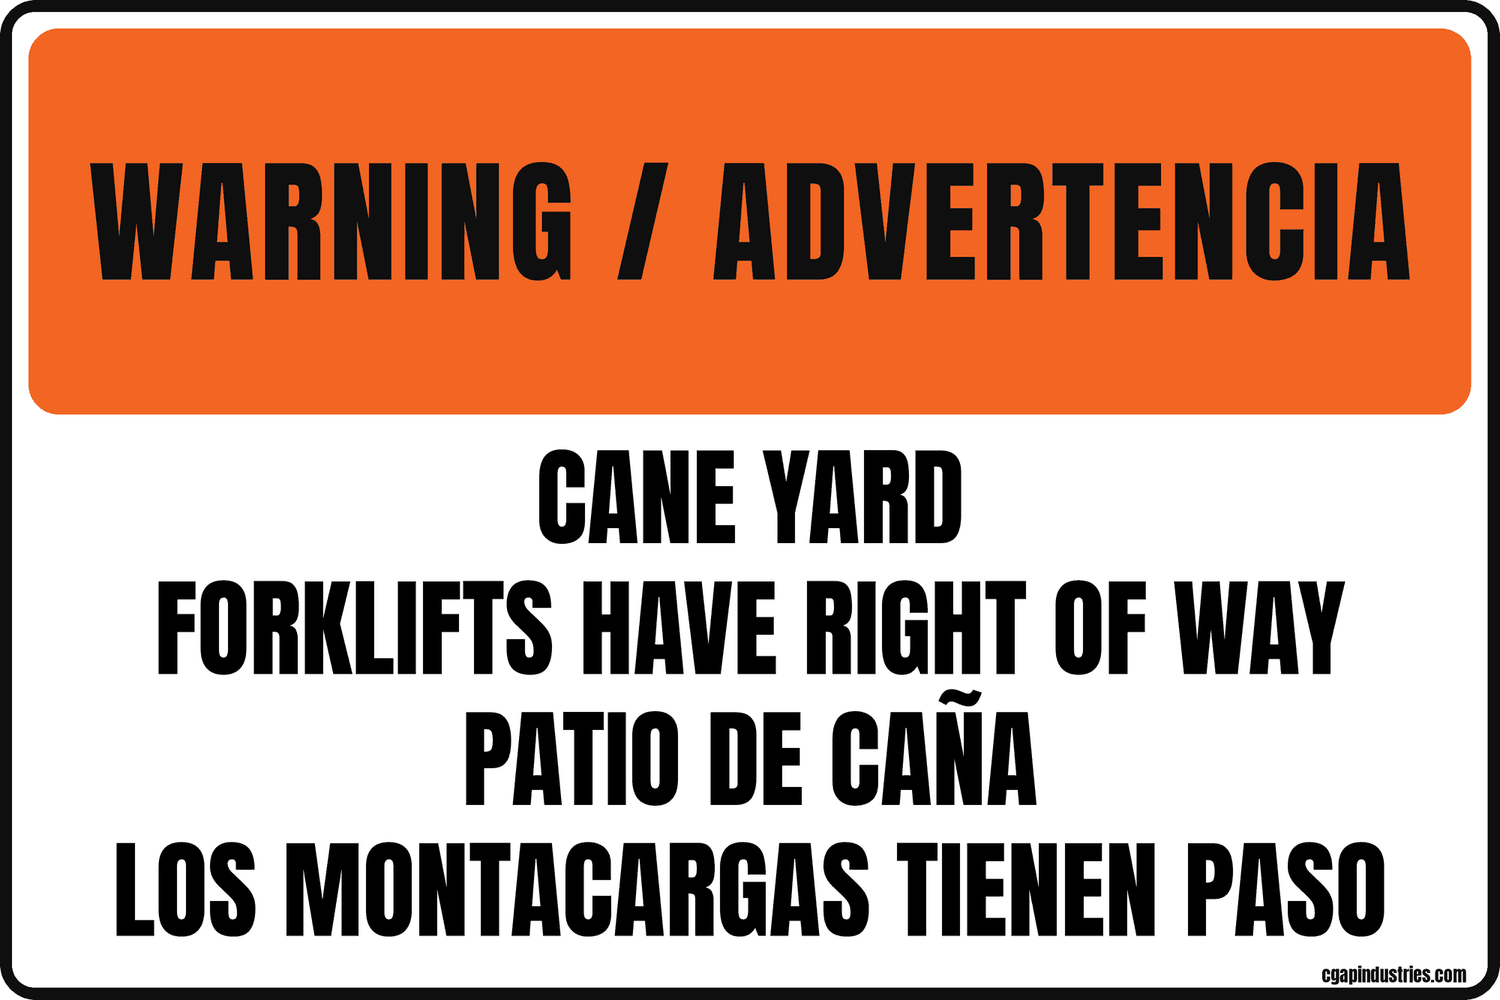 WARNING / ADVERTENCIA
CANE YARD
FORKLIFTS HAVE RIGHT OF WAY
PATIO DE CAÑA
LOS MONTACARGAS TIENEN PASO
cgapindustries.com